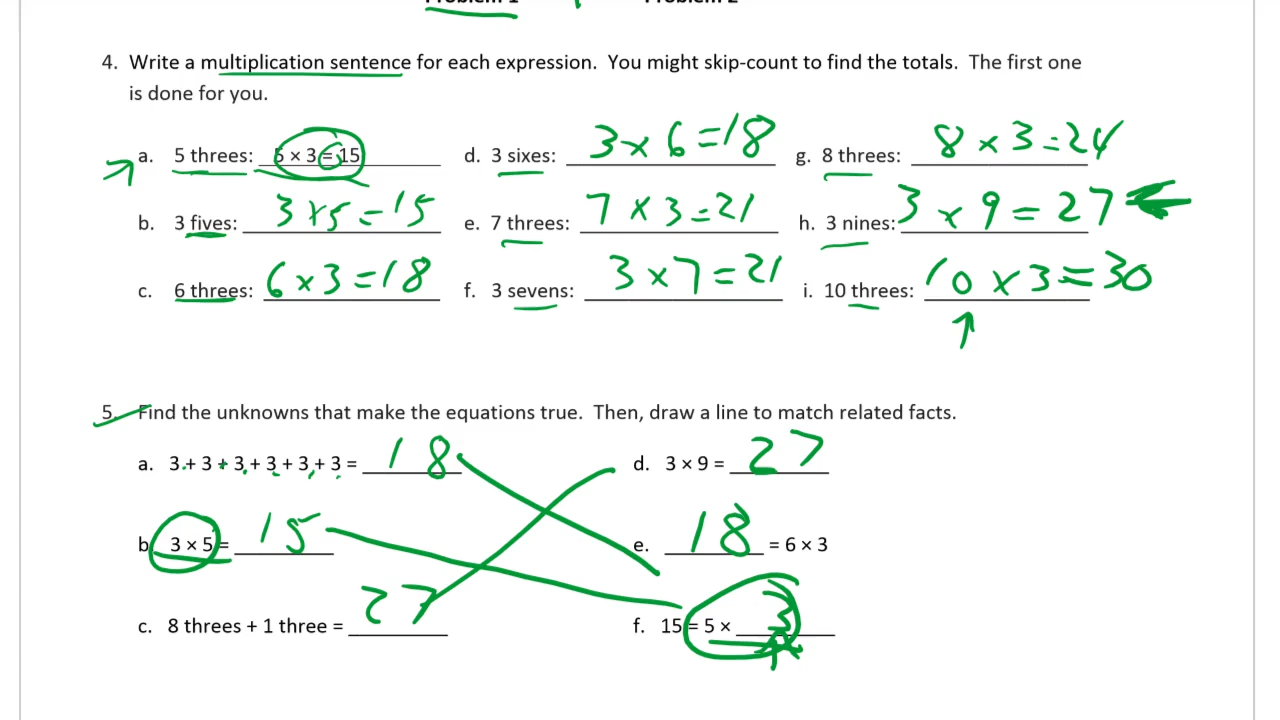 Problem 1 Problem 2
4. Write a multiplication sentence for each expression. You might skip-count to find the totals. The first one
is done for you.
a. 5 threes: 5 × 3 = 15 d. 3 sixes: 3 × 6 = 18 g. 8 threes: 8 × 3 = 24
b. 3 fives: 3 × 5 = 15 e. 7 threes: 7 × 3 = 21 h. 3 nines: 3 × 9 = 27
c. 6 threes: 6 × 3 = 18 f. 3 sevens: 3 × 7 = 21 i. 10 threes: 10 × 3 = 30
5. Find the unknowns that make the equations true. Then, draw a line to match related facts.
a. 3 + 3 + 3 + 3 + 3 + 3 = 18 d. 3 × 9 = 27
b. 3 × 5 = 15 e. 18 = 6 × 3
c. 8 threes + 1 three = 27 f. 15 = 5 × 3